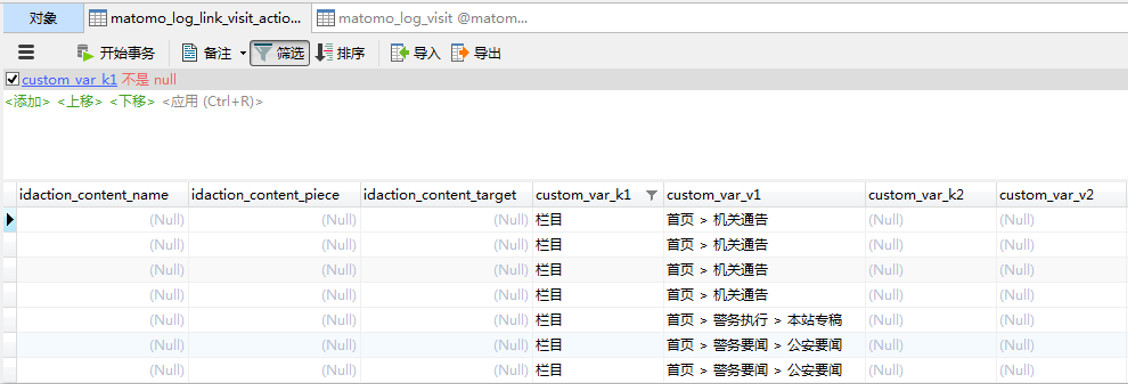 对象 matomo_log_link_visit_actio... matomo_log_visit @matom...
开始事务 备注 筛选 排序 导入 导出
custom_var_k1 不是 null
<添加> <上移> <下移> <应用 (Ctrl+R)>
idaction_content_name idaction_content_piece idaction_content_target custom_var_k1 custom_var_v1 custom_var_k2 custom_var_v2
(Null) (Null) (Null) 栏目 首页 > 机关通告 (Null) (Null)
(Null) (Null) (Null) 栏目 首页 > 机关通告 (Null) (Null)
(Null) (Null) (Null) 栏目 首页 > 机关通告 (Null) (Null)
(Null) (Null) (Null) 栏目 首页 > 机关通告 (Null) (Null)
(Null) (Null) (Null) 栏目 首页 > 警务执行 > 本站专稿 (Null) (Null)
(Null) (Null) (Null) 栏目 首页 > 警务要闻 > 公安要闻 (Null) (Null)
(Null) (Null) (Null) 栏目 首页 > 警务要闻 > 公安要闻 (Null) (Null)